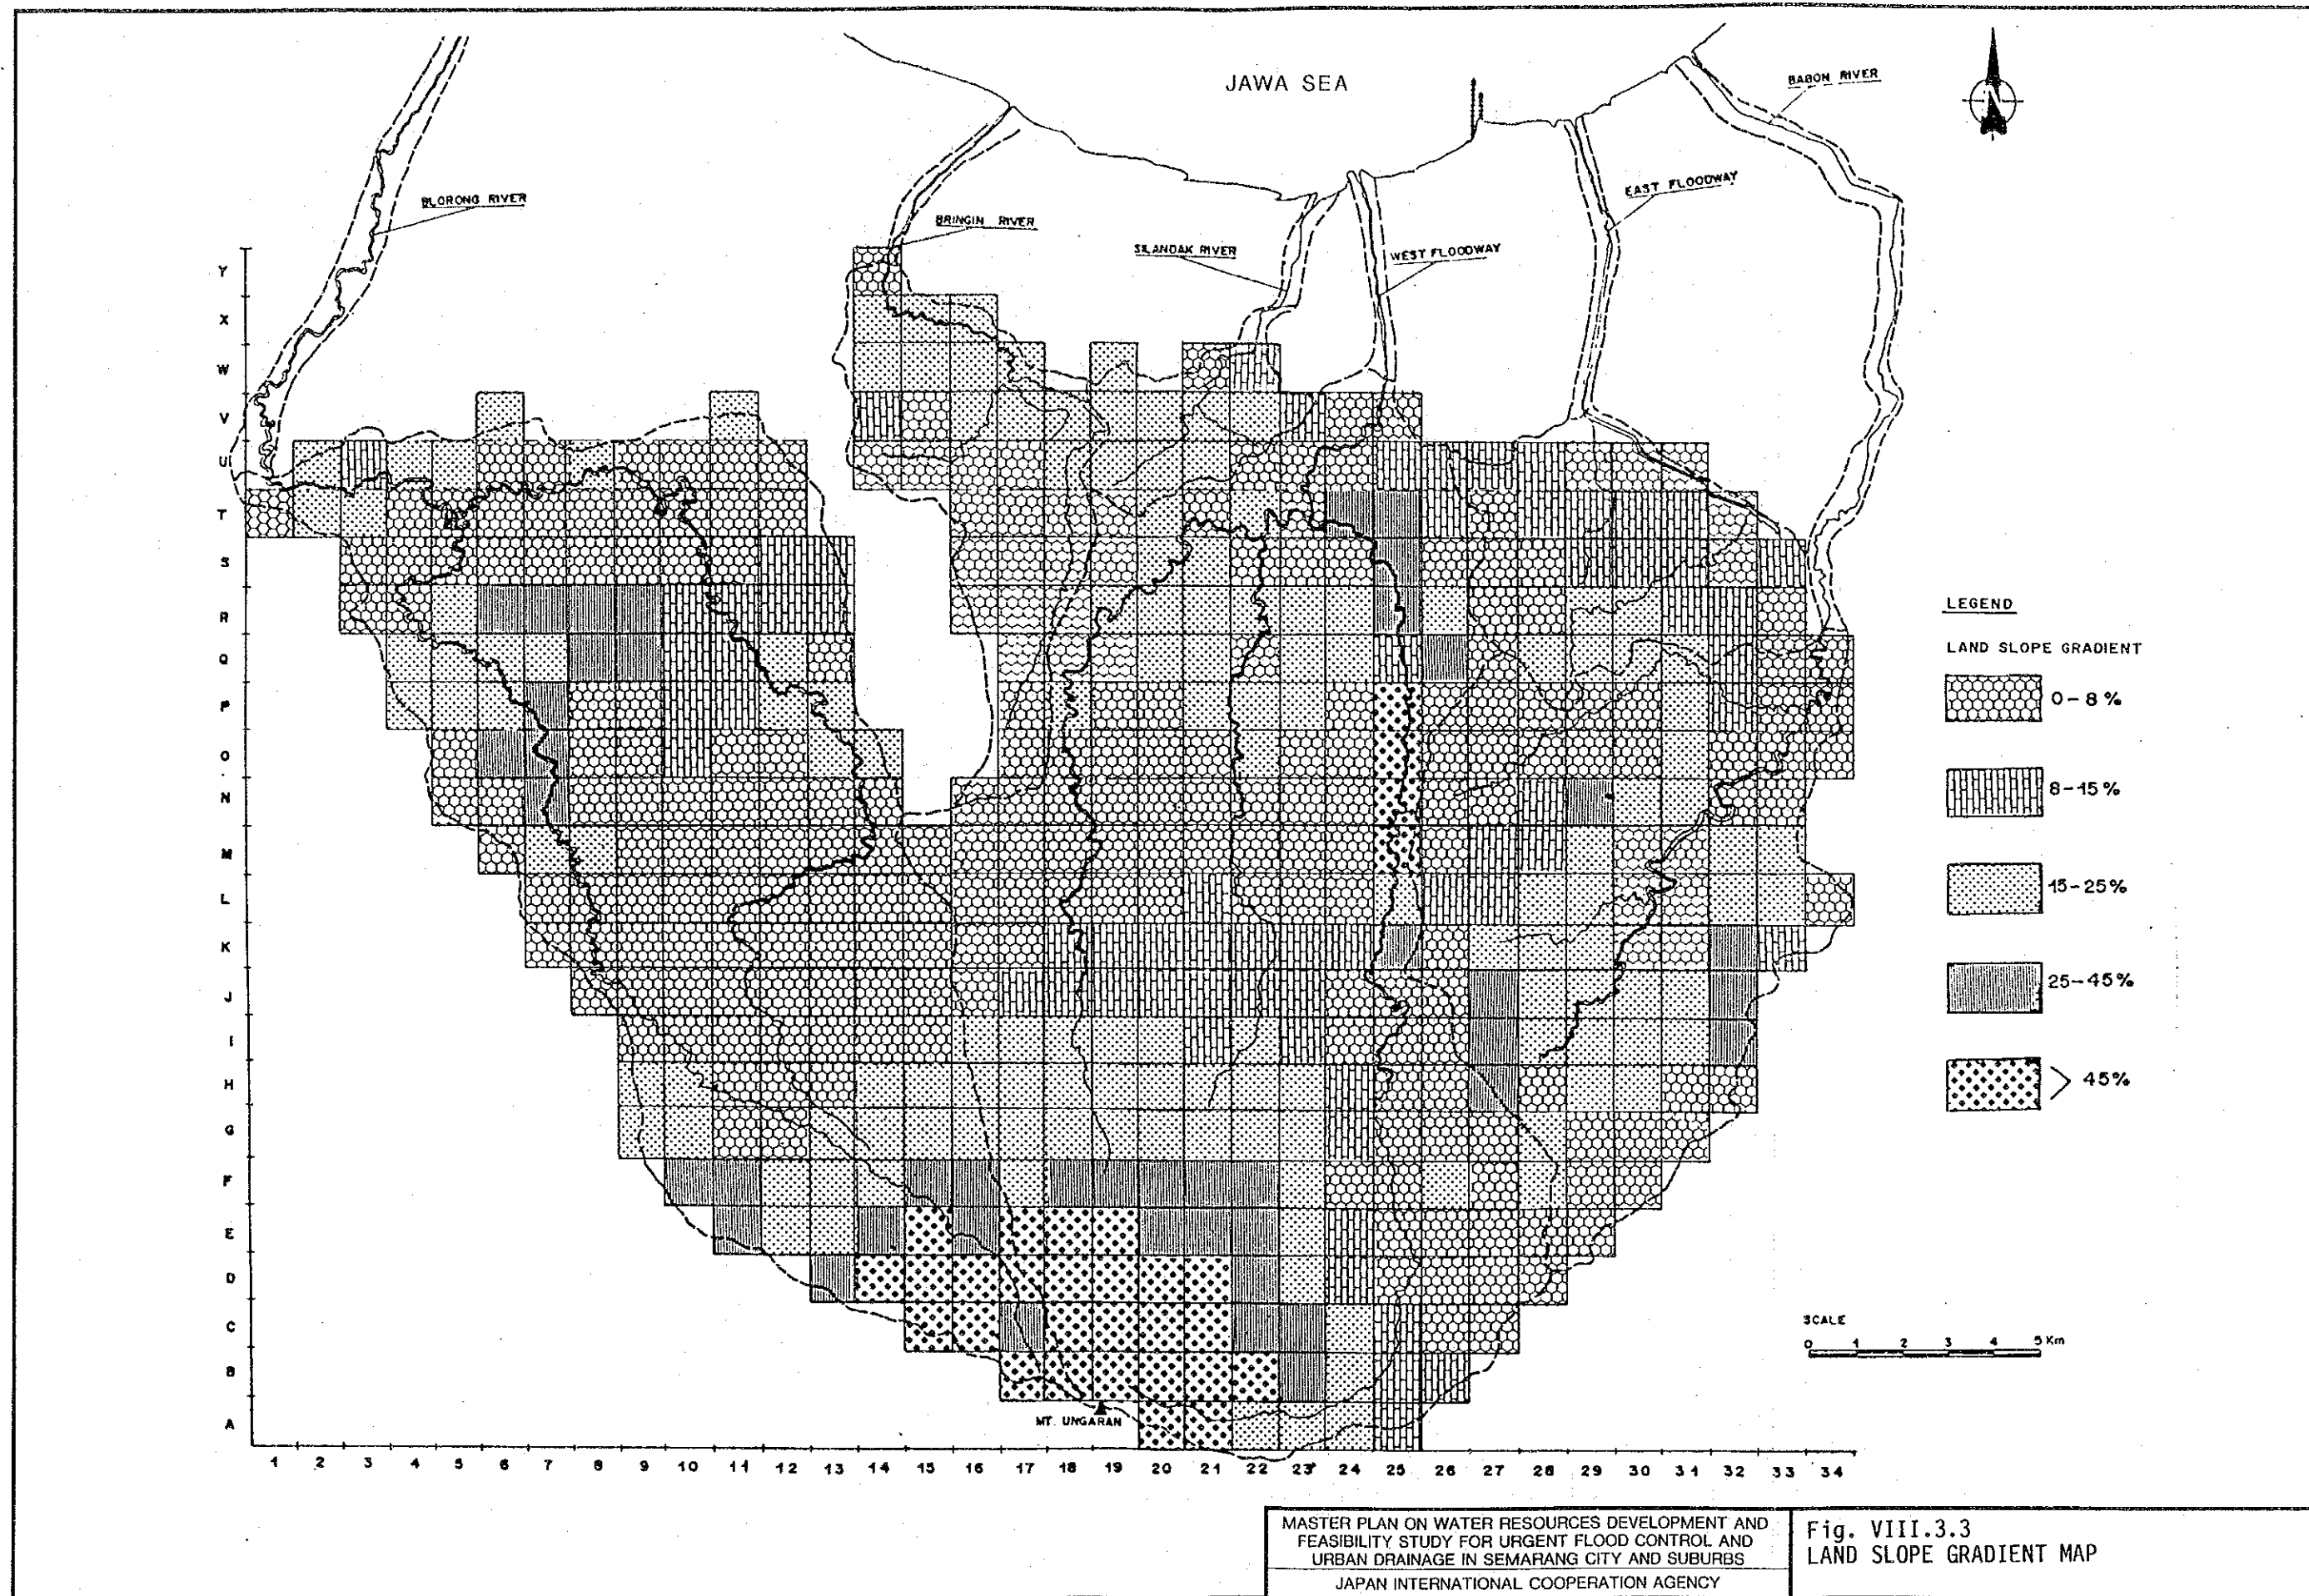 JAWA SEA
BABON RIVER
BLORONG RIVER
BRINGIN RIVER
SILANDAK RIVER
WEST FLOODWAY
EAST FLOODWAY
Y
X
W
V
U
T
S
R
Q
P
O
N
M
L
K
J
I
H
G
F
E
D
C
B
A
1 2 3 4 5 6 7 8 9 10 11 12 13 14 15 16 17 18 19 20 21 22 23 24 25 26 27 28 29 30 31 32 33 34
MT. UNGARAN
LEGEND
LAND SLOPE GRADIENT
0-8 %
8-15 %
15-25%
25-45%
> 45%
SCALE
0 1 2 3 4 5 Km
MASTER PLAN ON WATER RESOURCES DEVELOPMENT AND
FEASIBILITY STUDY FOR URGENT FLOOD CONTROL AND
URBAN DRAINAGE IN SEMARANG CITY AND SUBURBS
JAPAN INTERNATIONAL COOPERATION AGENCY
Fig. VIII.3.3
LAND SLOPE GRADIENT MAP